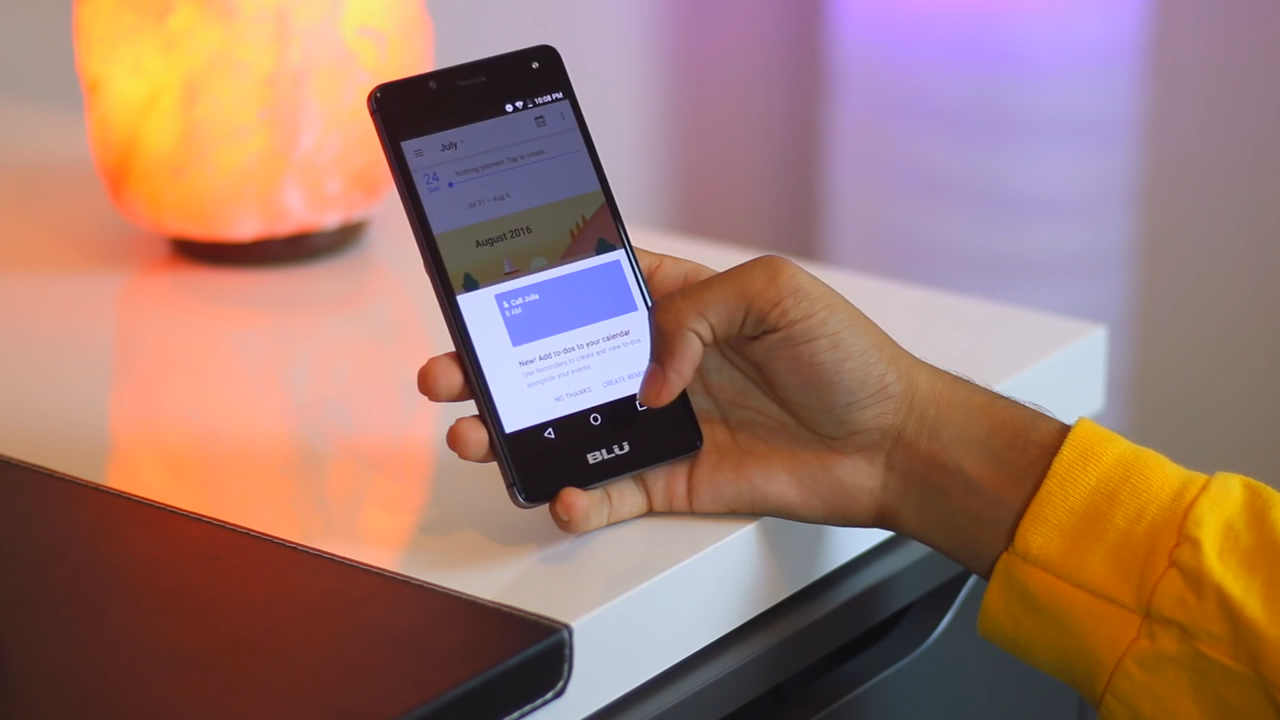 10:08 PM
July
24
Sun
Nothing planned. Tap to create.
Jul 31 – Aug 6
August 2016
Call Julia
8 AM
New! Add to-dos to your calendar
Use Reminders to create and view to-dos
alongside your events.
NO THANKS CREATE
BLU